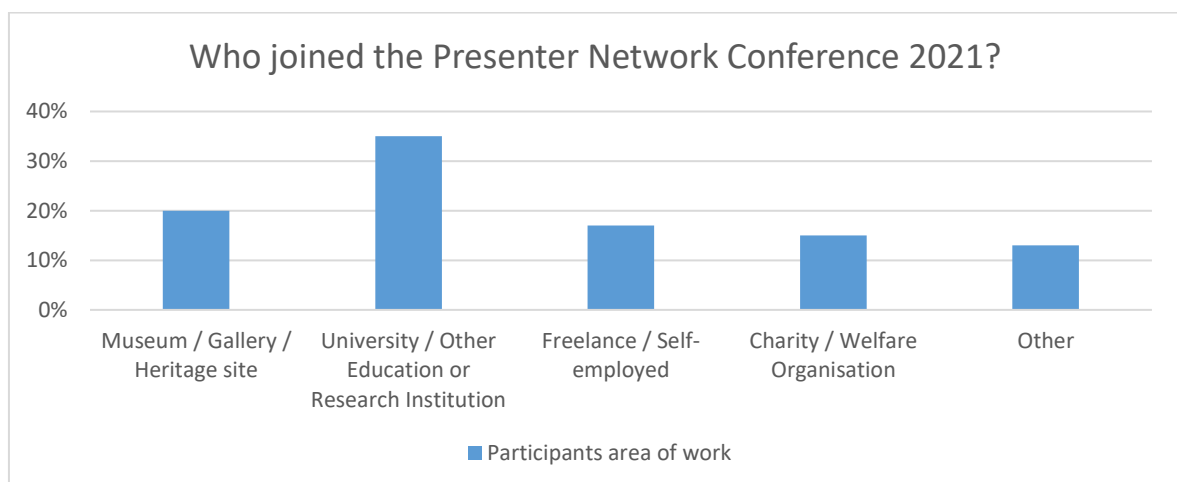 Who joined the Presenter Network Conference 2021?
40%
30%
20%
10%
0%
Museum / Gallery /
Heritage site
University / Other
Education or
Research Institution
Freelance / Self-
employed
Charity / Welfare
Organisation
Other
Participants area of work